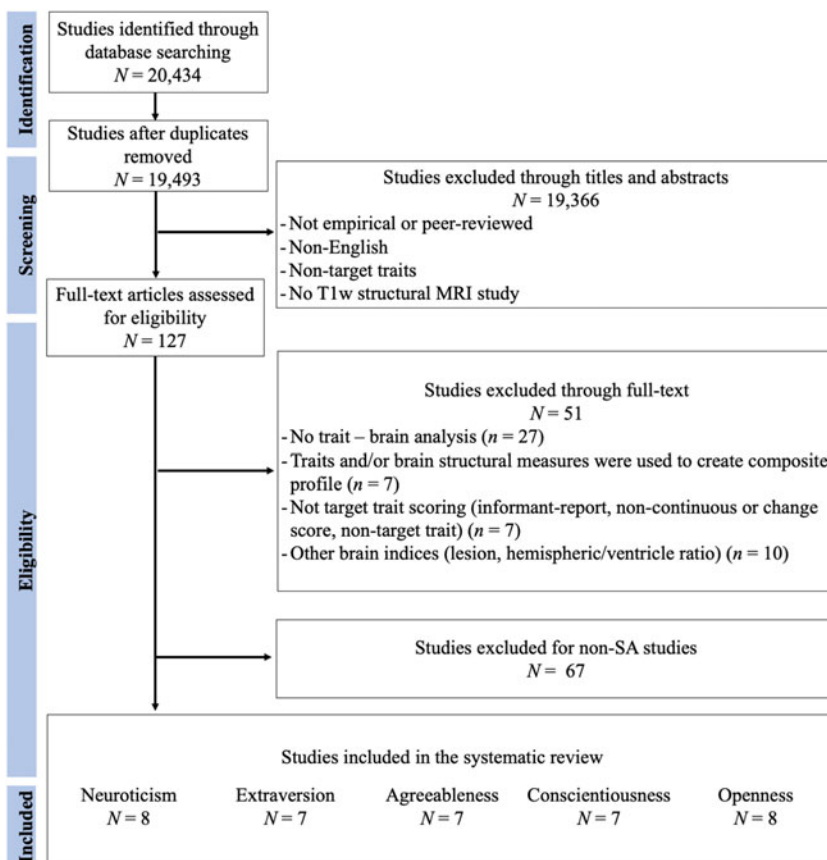 Identification
Studies identified through
database searching
N = 20,434
Studies after duplicates
removed
N = 19,493
Screening
Studies excluded through titles and abstracts
N = 19,366
- Not empirical or peer-reviewed
- Non-English
- Non-target traits
- No T1w structural MRI study
Full-text articles assessed
for eligibility
N = 127
Eligibility
Studies excluded through full-text
N = 51
- No trait – brain analysis (n = 27)
- Traits and/or brain structural measures were used to create composite
profile (n = 7)
- Not target trait scoring (informant-report, non-continuous or change
score, non-target trait) (n = 7)
- Other brain indices (lesion, hemispheric/ventricle ratio) (n = 10)
Studies excluded for non-SA studies
N = 67
Included
Studies included in the systematic review
Neuroticism Extraversion Agreeableness Conscientiousness Openness
N = 8 N = 7 N = 7 N = 7 N = 8